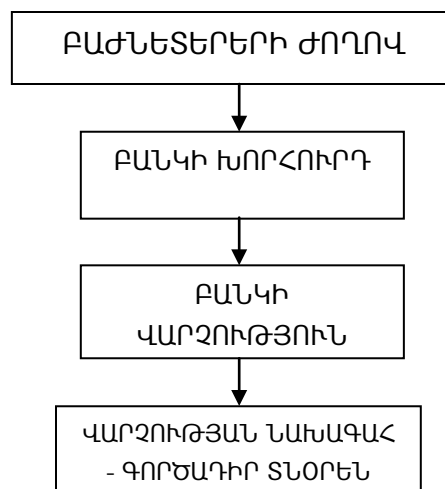 ԲԱԺՆԵՏԵՐԵՐԻ ԺՈՂՈՎ
ԲԱՆԿԻ ԽՈՐՀՈՒՐԴ
ԲԱՆԿԻ
ՎԱՐՉՈՒԹՅՈՒՆ
ՎԱՐՉՈՒԹՅԱՆ ՆԱԽԱԳԱՀ
- ԳՈՐԾԱԴԻՐ ՏՆՕՐԵՆ